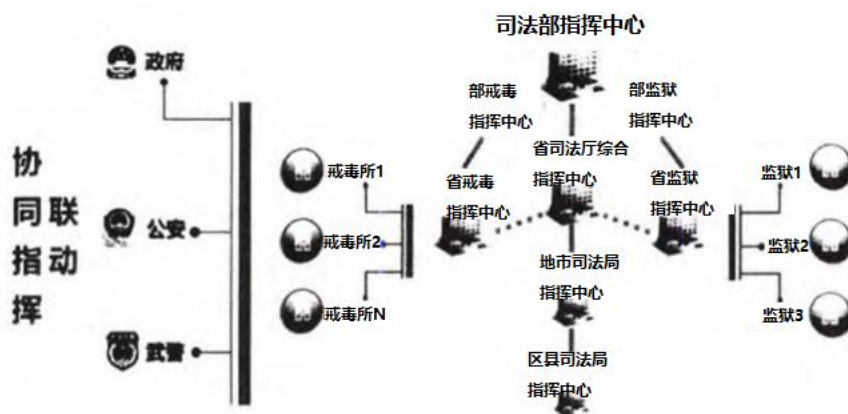 司法部指挥中心
政府
公安
武警
协同指挥
联动
戒毒所1
戒毒所2
戒毒所N
部戒毒
指挥中心
部监狱
指挥中心
省戒毒
指挥中心
省司法厅综合
指挥中心
省监狱
指挥中心
地市司法局
指挥中心
区县司法局
指挥中心
监狱1
监狱2
监狱3